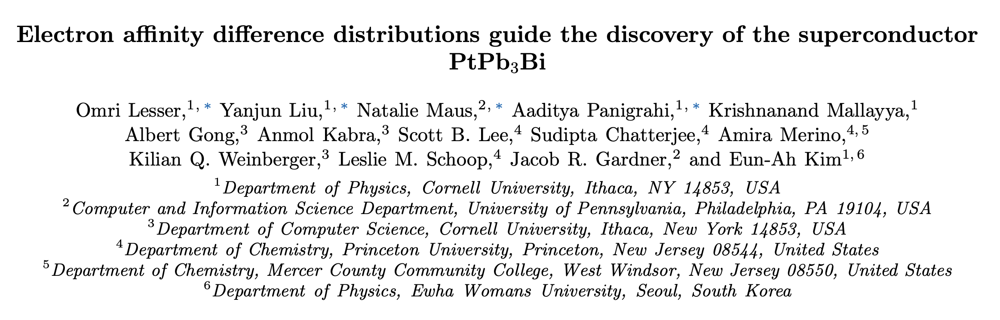 Electron affinity difference distributions guide the discovery of the superconductor
PtPb₃Bi
Omri Lesser,¹,* Yanjun Liu,¹,* Natalie Maus,²,* Aaditya Panigrahi,¹,* Krishnanand Mallayya,¹
Albert Gong,³ Anmol Kabra,³ Scott B. Lee,⁴ Sudipta Chatterjee,⁴ Amira Merino,⁴,⁵
Kilian Q. Weinberger,³ Leslie M. Schoop,⁴ Jacob R. Gardner,² and Eun-Ah Kim¹,⁶
¹Department of Physics, Cornell University, Ithaca, NY 14853, USA
²Computer and Information Science Department, University of Pennsylvania, Philadelphia, PA 19104, USA
³Department of Computer Science, Cornell University, Ithaca, New York 14853, USA
⁴Department of Chemistry, Princeton University, Princeton, New Jersey 08544, United States
⁵Department of Chemistry, Mercer County Community College, West Windsor, New Jersey 08550, United States
⁶Department of Physics, Ewha Womans University, Seoul, South Korea